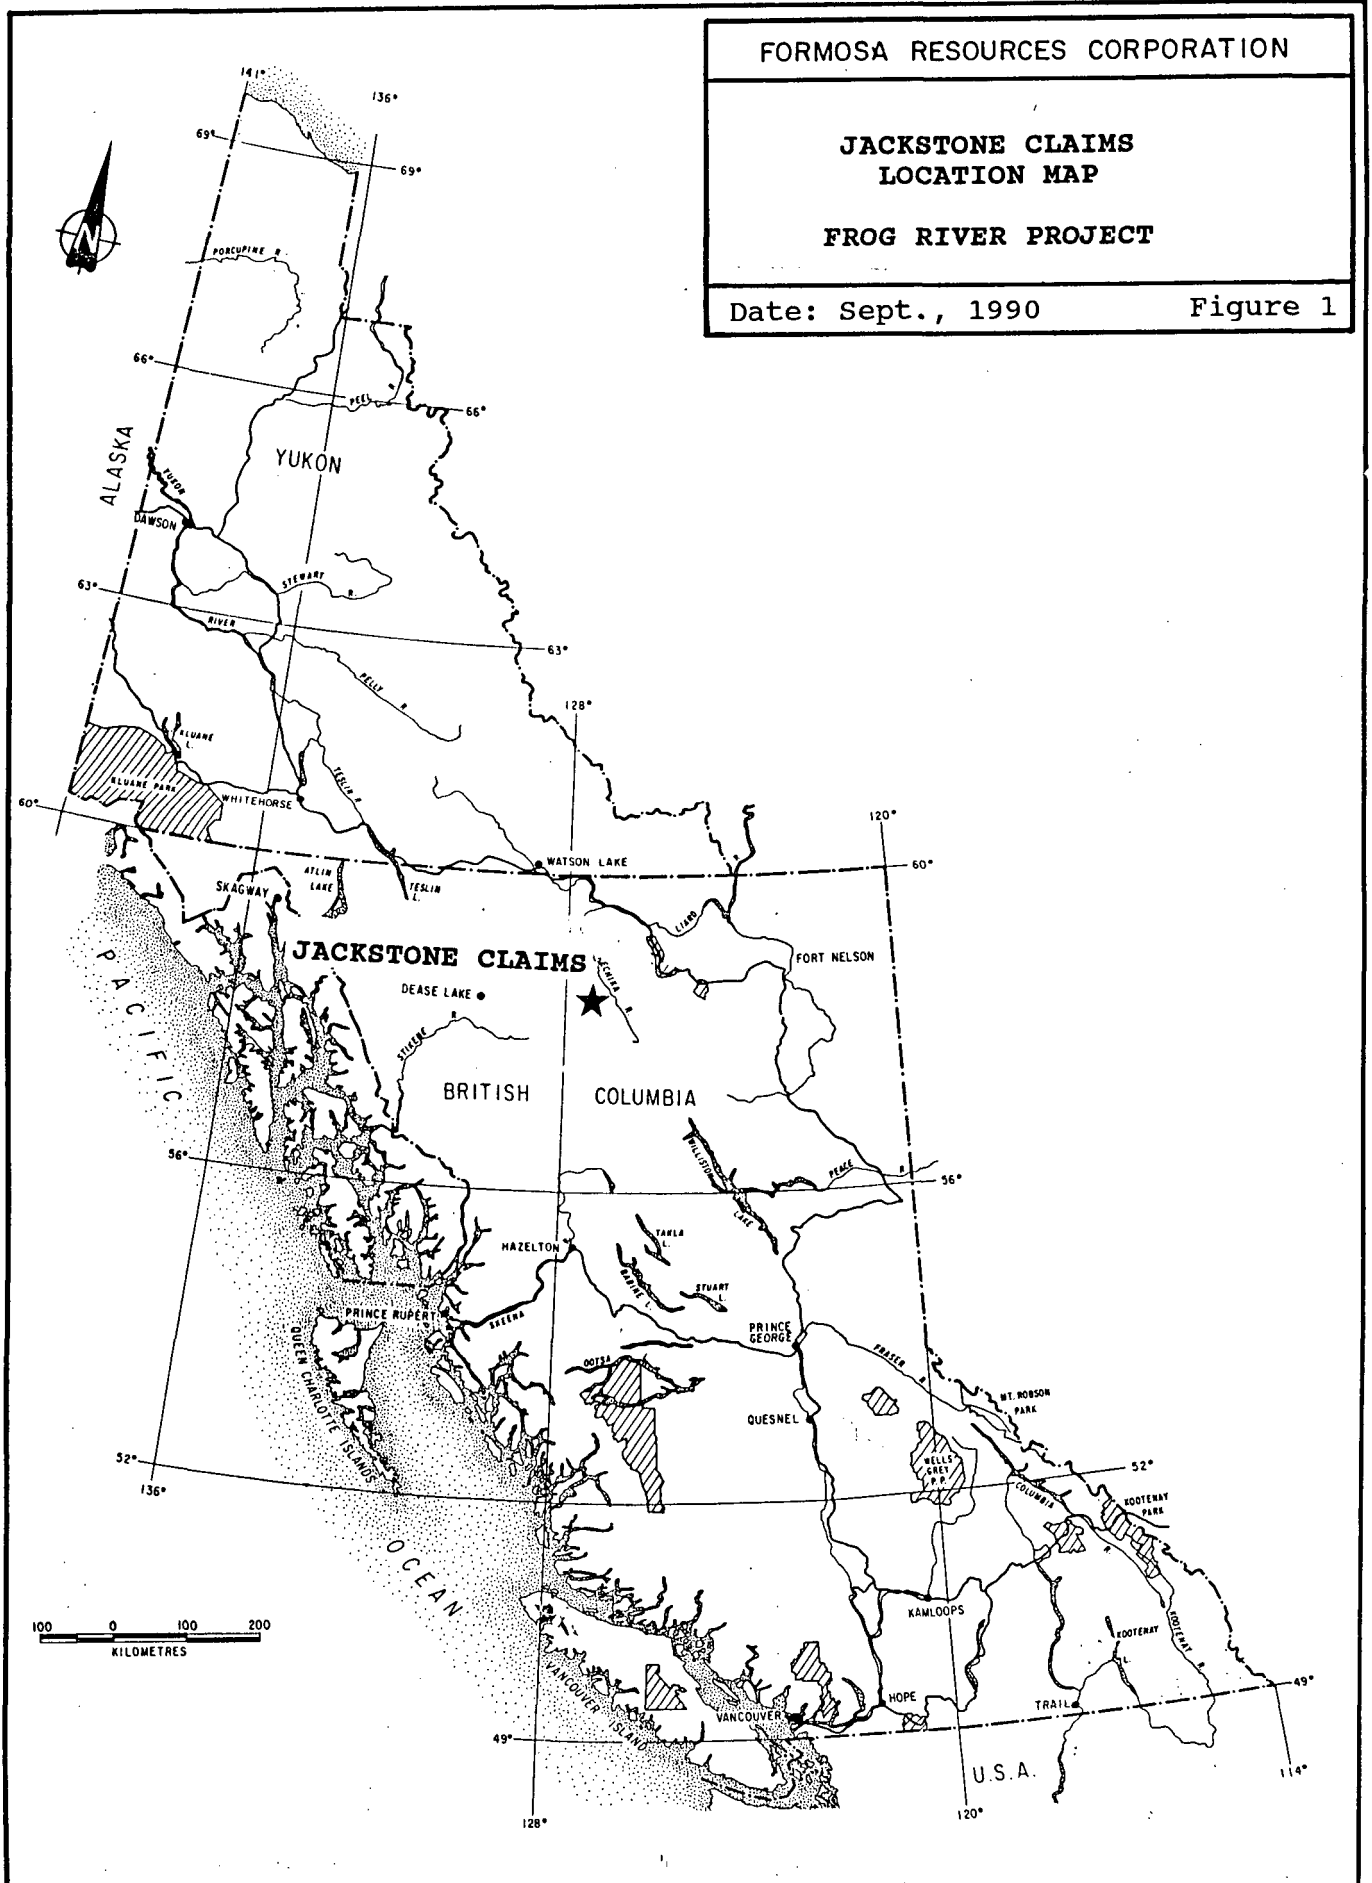 FORMOSA RESOURCES CORPORATION
JACKSTONE CLAIMS
LOCATION MAP
FROG RIVER PROJECT
Date: Sept., 1990 Figure 1
141°
136°
69°
69°
N
PORCUPINE R.
66°
PEEL R.
66°
ALASKA
YUKON
YUKON
DAWSON
STEWART R.
63°
RIVER
63°
PELLY R.
128°
KLUANE L.
KLUANE PARK
WHITEHORSE
TESLIN R.
60°
120°
WATSON LAKE
60°
ATLIN LAKE
SKAGWAY
TESLIN L.
LIARD
FORT NELSON
JACKSTONE CLAIMS
KECHIKA R.
DEASE LAKE
STIKENE R.
PACIFIC
BRITISH COLUMBIA
56°
WILLISTON LAKE
PEACE R.
56°
HAZELTON
TAKLA L.
BABINE L.
STUART L.
PRINCE RUPERT
SKEENA
PRINCE GEORGE
FRASER R.
QUEEN CHARLOTTE ISLANDS
OOTSA
MT. ROBSON PARK
QUESNEL
52°
136°
WELLS GREY P.P.
52°
COLUMBIA R.
KOOTENAY PARK
OCEAN
KAMLOOPS
100 0 100 200
KILOMETRES
KOOTENAY L.
KOOTENAY R.
VANCOUVER ISLAND
HOPE
TRAIL
49°
VANCOUVER
49°
U.S.A.
114°
128°
120°